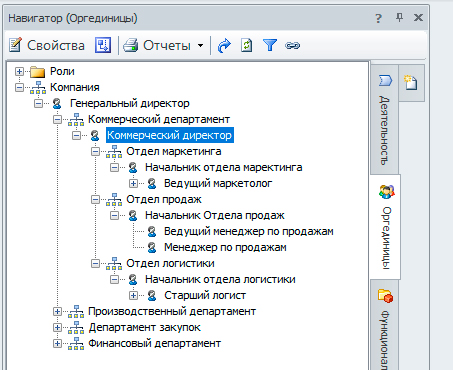 Навигатор (Оргединицы)
Свойства
Отчеты
Роли
Компания
Генеральный директор
Коммерческий департамент
Коммерческий директор
Отдел маркетинга
Начальник отдела маректинга
Ведущий маркетолог
Отдел продаж
Начальник Отдела продаж
Ведущий менеджер по продажам
Менеджер по продажам
Отдел логистики
Начальник отдела логистики
Старший логист
Производственный департамент
Департамент закупок
Финансовый департамент
Деятельность
Оргединицы
Функционал